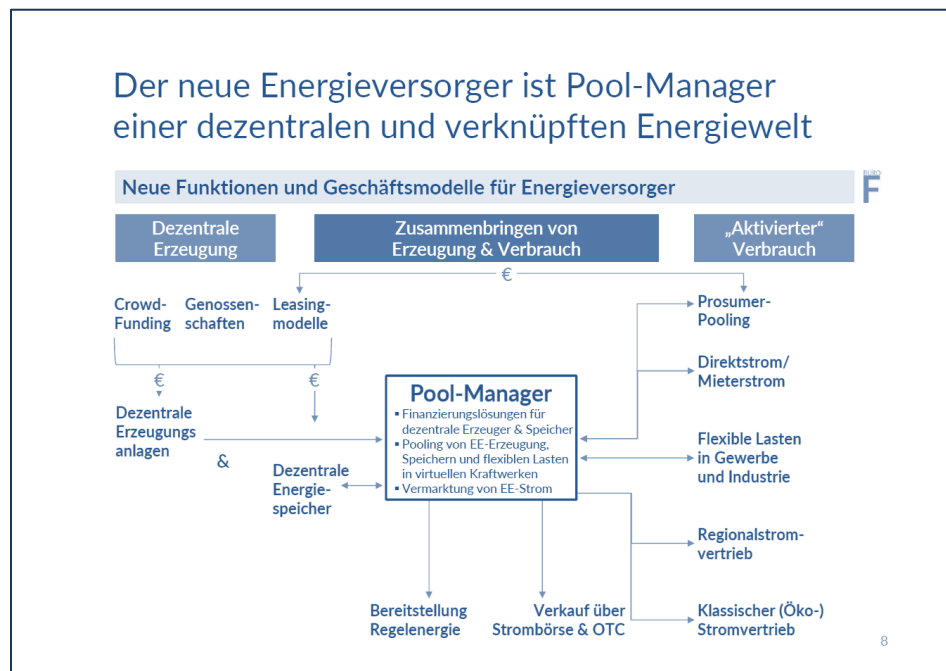 Der neue Energieversorger ist Pool-Manager
einer dezentralen und verknüpften Energiewelt
Neue Funktionen und Geschäftsmodelle für Energieversorger
BÜRO
F
Dezentrale
Erzeugung
Zusammenbringen von
Erzeugung & Verbrauch
„Aktivierter“
Verbrauch
€
Crowd-
Funding
Genossen-
schaften
Leasing-
modelle
Prosumer-
Pooling
€
€
Direktstrom/
Mieterstrom
Dezentrale
Erzeugungs
anlagen
&
Dezentrale
Energie-
speicher
Pool-Manager
▪ Finanzierungslösungen für
dezentrale Erzeuger & Speicher
▪ Pooling von EE-Erzeugung,
Speichern und flexiblen Lasten
in virtuellen Kraftwerken
▪ Vermarktung von EE-Strom
Flexible Lasten
in Gewerbe
und Industrie
Regionalstrom-
vertrieb
Bereitstellung
Regelenergie
Verkauf über
Strombörse & OTC
Klassischer (Öko-)
Stromvertrieb
8